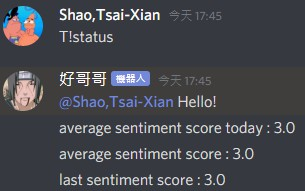 Shao,Tsai-Xian 今天 17:45
T!status
好哥哥 機器人 今天 17:45
@Shao,Tsai-Xian Hello!
average sentiment score today : 3.0
average sentiment score : 3.0
last sentiment score : 3.0